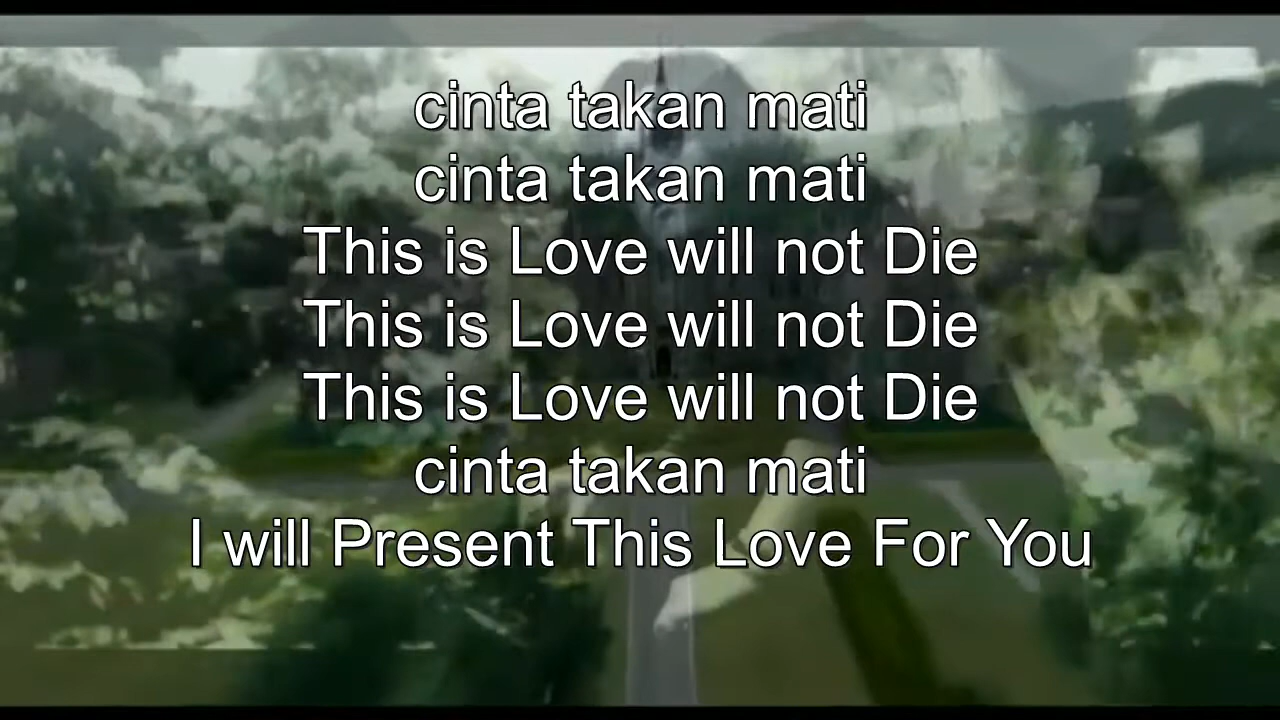 cinta takan mati
cinta takan mati
This is Love will not Die
This is Love will not Die
This is Love will not Die
cinta takan mati
I will Present This Love For You